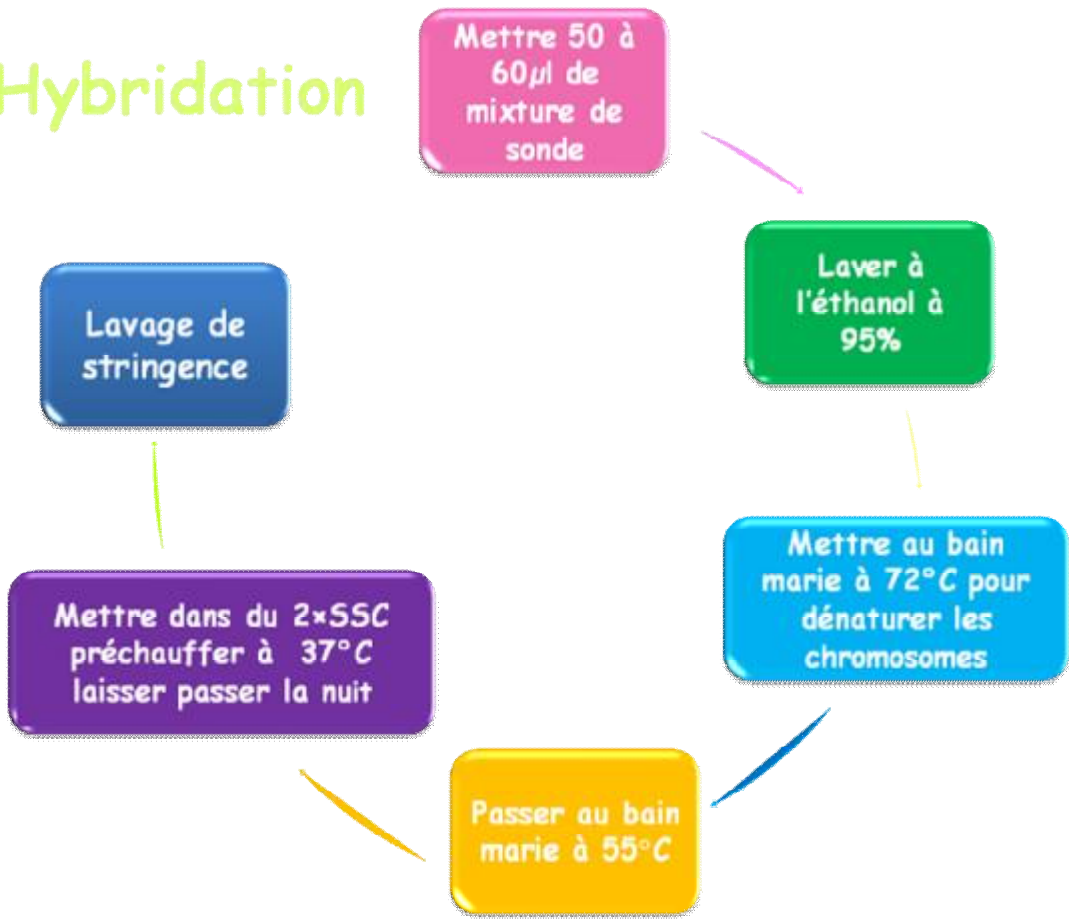 Hybridation
Mettre 50 à
60µl de
mixture de
sonde
Laver à
l'éthanol à
95%
Mettre au bain
marie à 72°C pour
dénaturer les
chromosomes
Passer au bain
marie à 55°C
Mettre dans du 2×SSC
préchauffer à 37°C
laisser passer la nuit
Lavage de
stringence